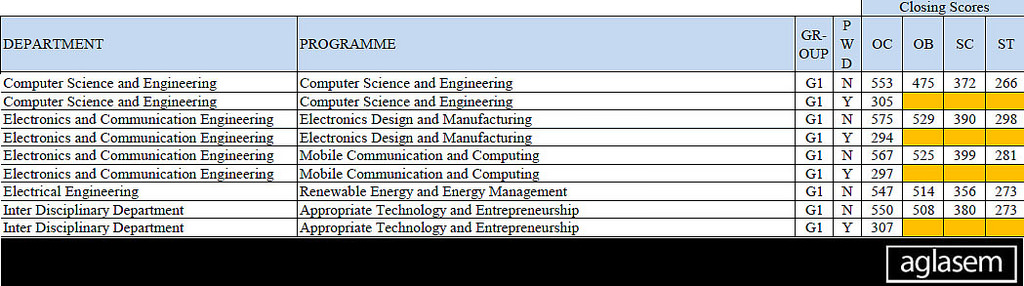 Closing Scores
DEPARTMENT PROGRAMME GR-OUP PWD OC OB SC ST
Computer Science and Engineering Computer Science and Engineering G1 N 553 475 372 266
Computer Science and Engineering Computer Science and Engineering G1 Y 305
Electronics and Communication Engineering Electronics Design and Manufacturing G1 N 575 529 390 298
Electronics and Communication Engineering Electronics Design and Manufacturing G1 Y 294
Electronics and Communication Engineering Mobile Communication and Computing G1 N 567 525 399 281
Electronics and Communication Engineering Mobile Communication and Computing G1 Y 297
Electrical Engineering Renewable Energy and Energy Management G1 N 547 514 356 273
Inter Disciplinary Department Appropriate Technology and Entrepreneurship G1 N 550 508 380 273
Inter Disciplinary Department Appropriate Technology and Entrepreneurship G1 Y 307
aglasem